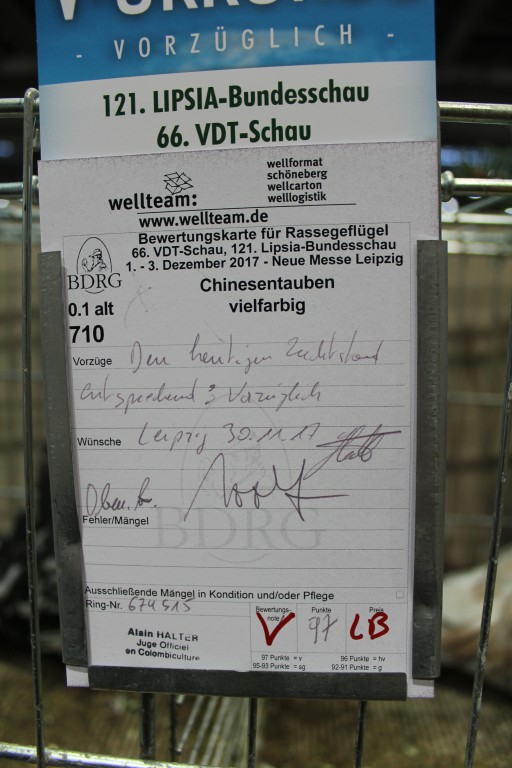 - VORZÜGLICH -
121. LIPSIA-Bundesschau
66. VDT-Schau
wellteam:
wellformat
schöneberg
wellcarton
welllogistik
www.wellteam.de
Bewertungskarte für Rassegeflügel
66. VDT-Schau, 121. Lipsia-Bundesschau
1. - 3. Dezember 2017 - Neue Messe Leipzig
BDRG
0.1 alt
Chinesentauben
vielfarbig
710
Vorzüge Den heutigen Zuchtstand
entsprechend Vorzüglich
Wünsche Leipzig 30.11.17
Fehler/Mängel
BDRG
Ausschließende Mängel in Kondition und/oder Pflege
Ring-Nr. 674515
Alain HALTER
Juge Officiel
en Colombiculture
Bewertungs-
note
V
Punkte
97
Preis
LB
97 Punkte = v
96 Punkte = hv
95-93 Punkte = sg
92-91 Punkte = g